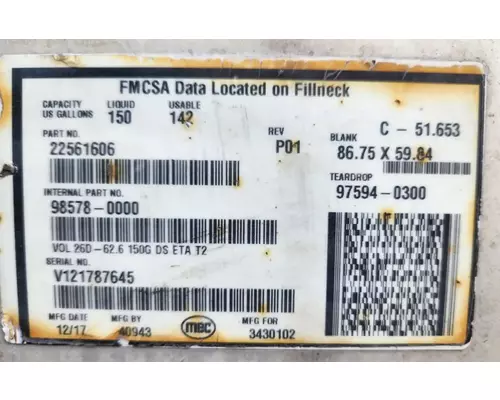 FMCSA Data Located on Fillneck
CAPACITY LIQUID USABLE
US GALLONS 150 142
C - 51.653
PART NO. REV BLANK
22561606 P01 86.75 X 59.84
TEARDROP
INTERNAL PART NO. 97594-0300
98578-0000
VOL 26D-62.6 150G DS ETA T2
SERIAL NO.
V121787645
MFG DATE MFG BY MBC MFG FOR
12/17 40943 3430102